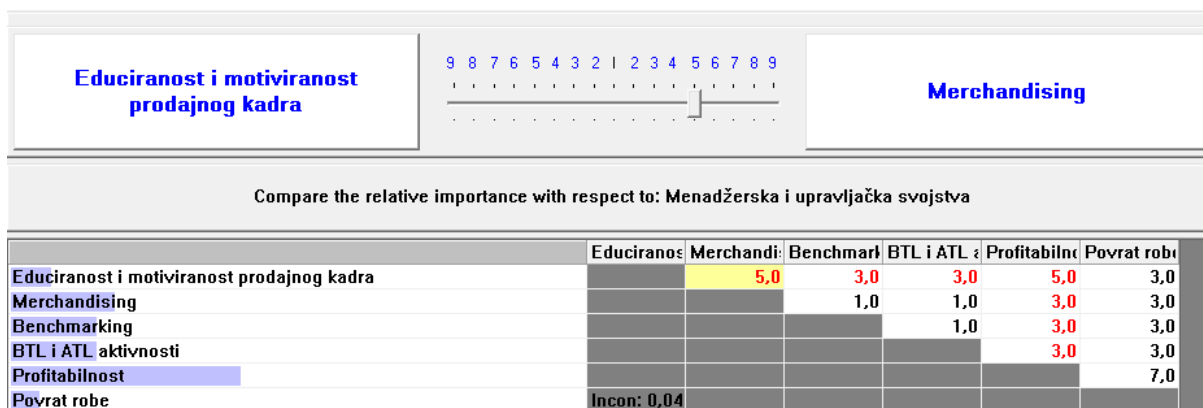 Educiranost i motiviranost
prodajnog kadra
9 8 7 6 5 4 3 2 1 2 3 4 5 6 7 8 9
Merchandising
Compare the relative importance with respect to: Menadžerska i upravljačka svojstva
Educiranos Merchandi Benchmark BTL i ATL a Profitabilno Povrat robe
Educiranost i motiviranost prodajnog kadra 5,0 3,0 3,0 5,0 3,0
Merchandising 1,0 1,0 3,0 3,0
Benchmarking 1,0 3,0 3,0
BTL i ATL aktivnosti 3,0 3,0
Profitabilnost 7,0
Povrat robe Incon: 0,04